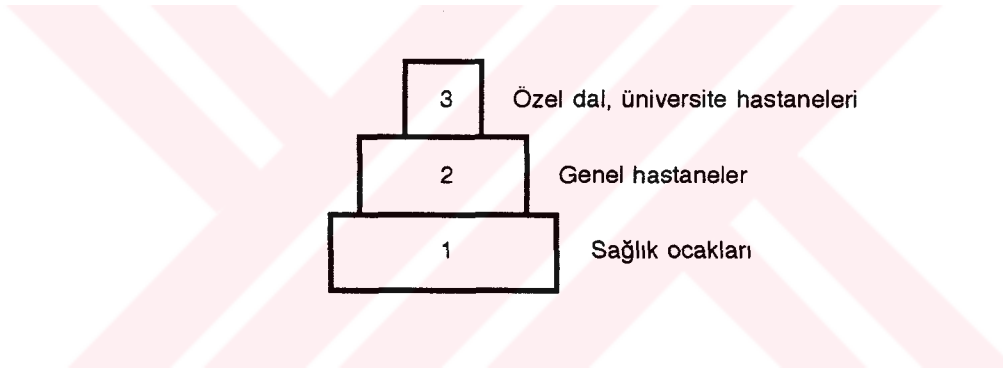 3 Özel dal, üniversite hastaneleri
2 Genel hastaneler
1 Sağlık ocakları